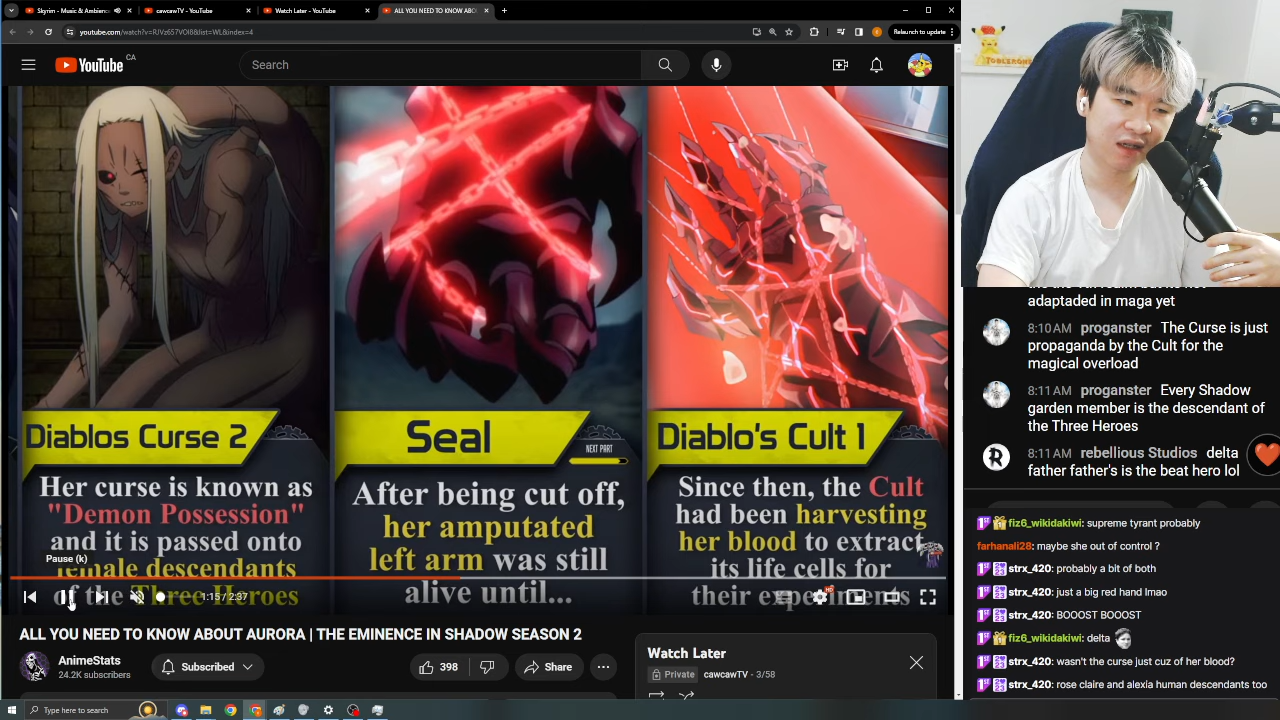 Skyrim - Music & Ambience
cawcawTV - YouTube
Watch Later - YouTube
ALL YOU NEED TO KNOW ABO
youtube.com/watch?v=RJVz657VOI8&list=WL&index=4
Relaunch to update
YouTube CA
Search
TOBLERONE
Diablos Curse 2
Her curse is known as
"Demon Possession"
and it is passed onto
female descendants
of the Three Heroes
Seal
NEXT PART
After being cut off,
her amputated
left arm was still
alive until...
Diablo's Cult 1
Since then, the Cult
had been harvesting
her blood to extract
its life cells for
their experiments
Pause (k)
1:15 / 2:37
HD
ALL YOU NEED TO KNOW ABOUT AURORA | THE EMINENCE IN SHADOW SEASON 2
AnimeStats
24.2K subscribers
Subscribed
398
Share
Watch Later
Private
cawcawTV - 3/58
adaptaded in maga yet
8:10 AM proganster The Curse is just
propaganda by the Cult for the
magical overload
8:11 AM proganster Every Shadow
garden member is the descendant of
the Three Heroes
8:11 AM rebellious Studios delta
father father's is the beat hero lol
fiz6_wikidakiwi: supreme tyrant probably
farhanali28: maybe she out of control ?
strx_420: probably a bit of both
strx_420: just a big red hand lmao
strx_420: BOOOST BOOOST
fiz6_wikidakiwi: delta
strx_420: wasn't the curse just cuz of her blood?
strx_420: rose claire and alexia human descendants too
Type here to search